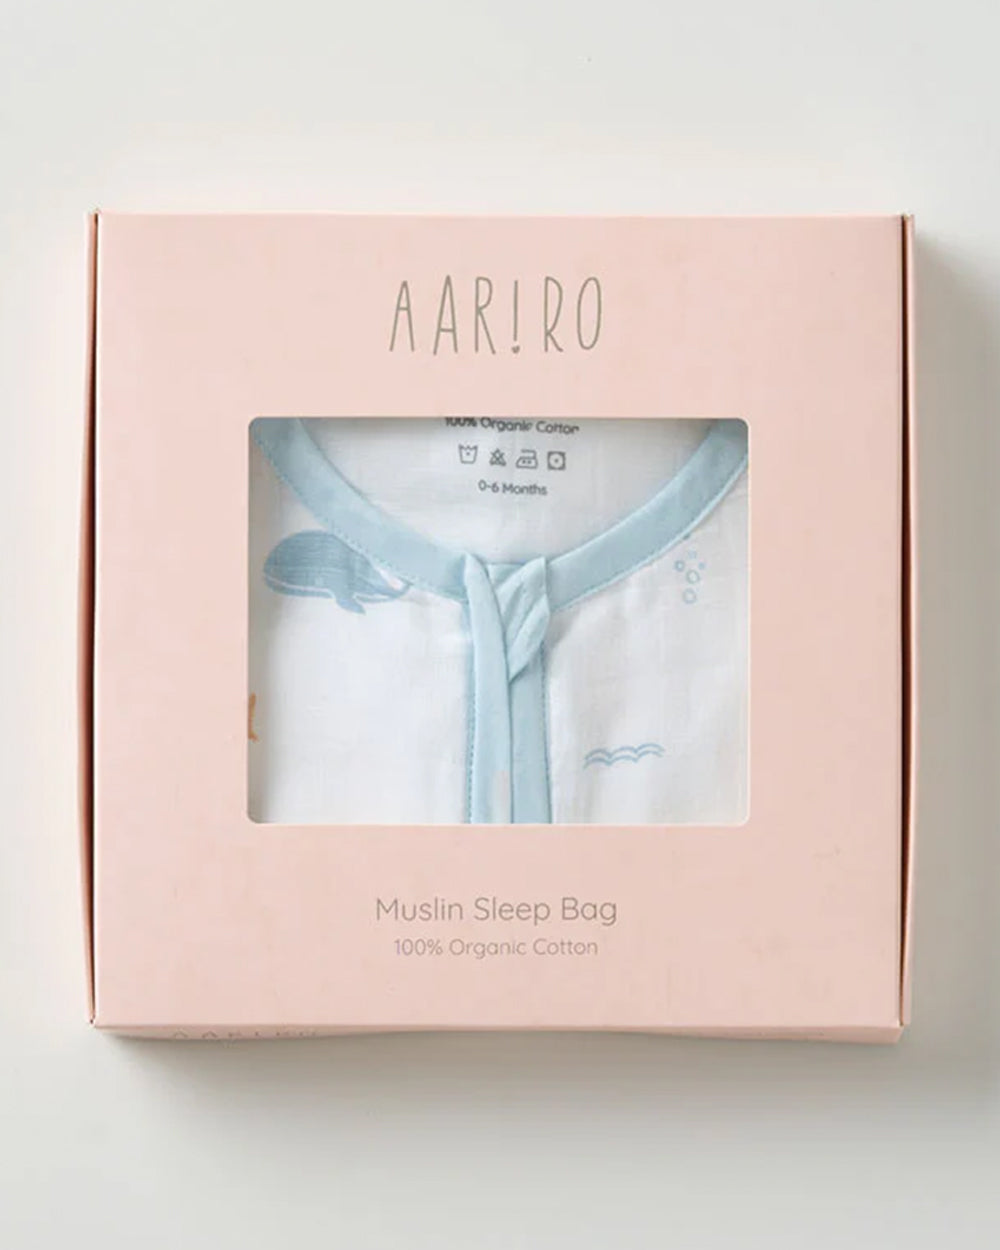 AAR!RO
100% Organic Cotton
0-6 Months
Muslin Sleep Bag
100% Organic Cotton